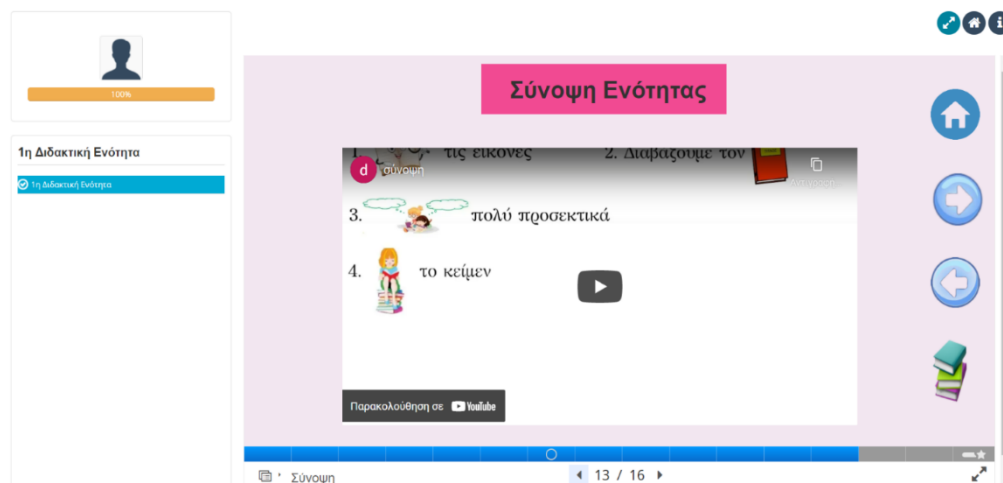 100%
1η Διδακτική Ενότητα
1η Διδακτική Ενότητα
Σύνοψη Ενότητας
1. τις εικόνες 2. Διαβάζουμε τον
d σύνοψη
3. πολύ προσεκτικά
4. το κείμεν
Παρακολούθηση σε YouTube
Σύνοψη 13 / 16